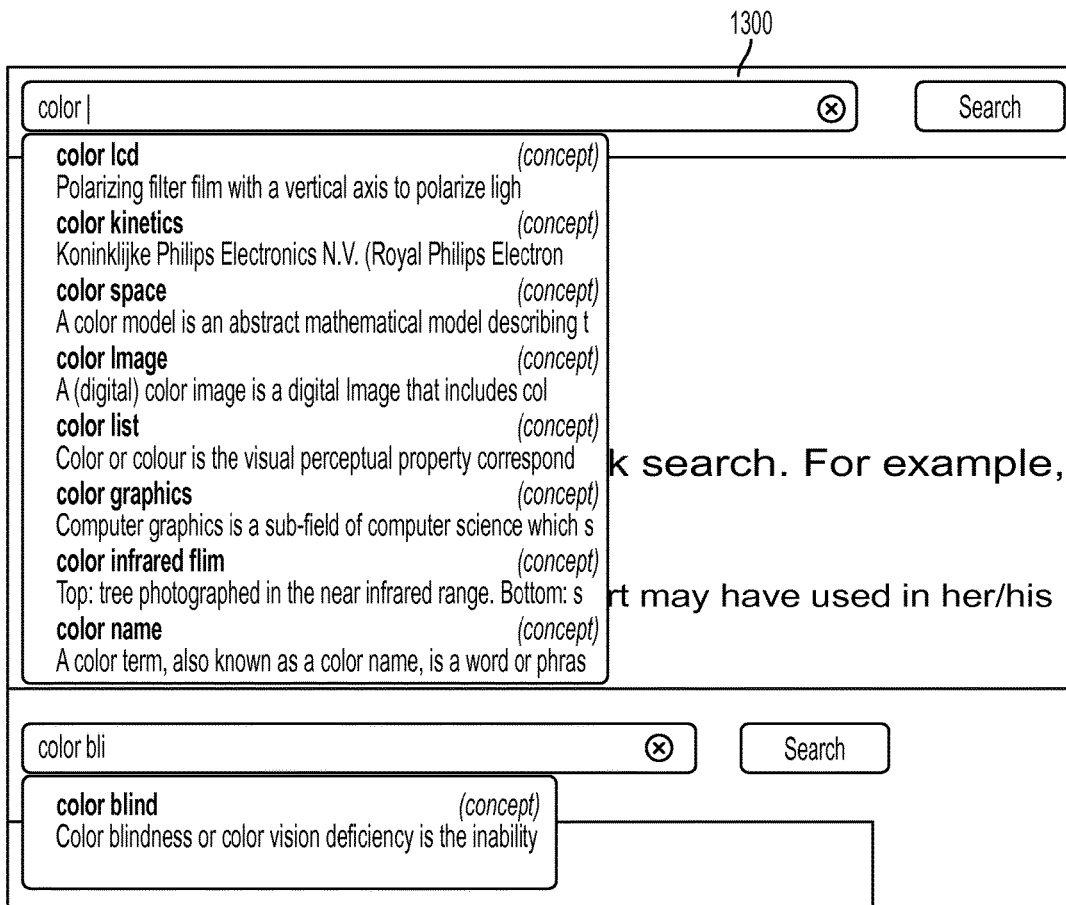 1300
color |
Search
color lcd (concept)
Polarizing filter film with a vertical axis to polarize ligh
color kinetics (concept)
Koninklijke Philips Electronics N.V. (Royal Philips Electron
color space (concept)
A color model is an abstract mathematical model describing t
color Image (concept)
A (digital) color image is a digital Image that includes col
color list (concept)
Color or colour is the visual perceptual property correspond
k search. For example,
color graphics (concept)
Computer graphics is a sub-field of computer science which s
color infrared flim (concept)
Top: tree photographed in the near infrared range. Bottom: s
rt may have used in her/his
color name (concept)
A color term, also known as a color name, is a word or phras
color bli
Search
color blind (concept)
Color blindness or color vision deficiency is the inability